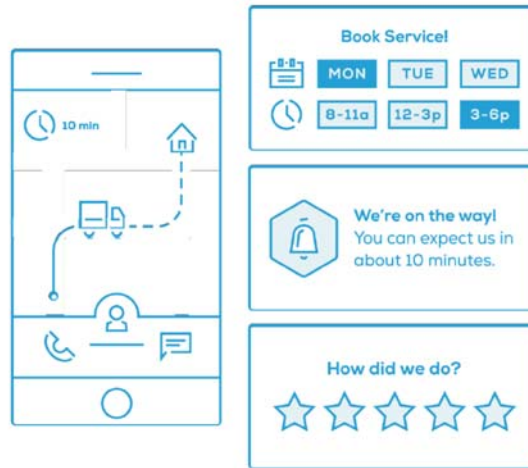 10 min
Book Service!
MON TUE WED
8-11a 12-3p 3-6p
We're on the way!
You can expect us in
about 10 minutes.
How did we do?